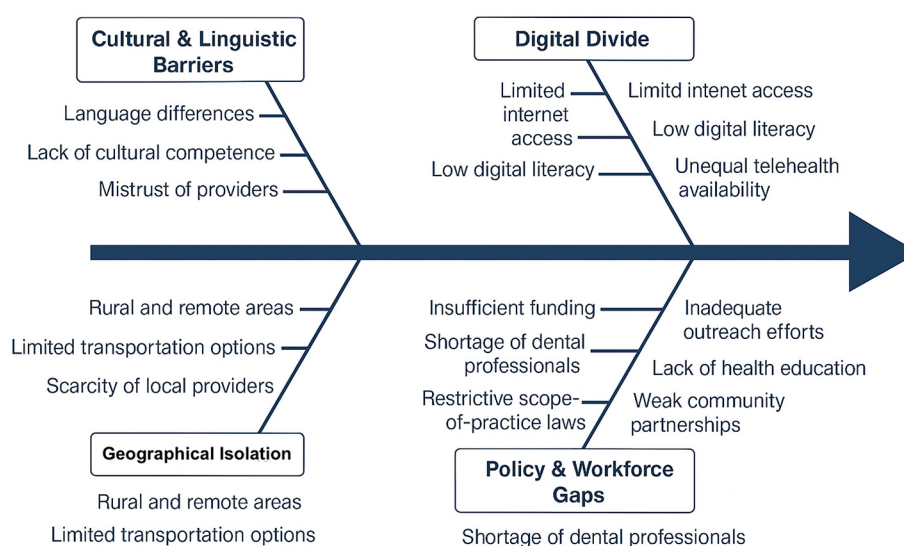 Cultural & Linguistic
Barriers
Language differences
Lack of cultural competence
Mistrust of providers
Digital Divide
Limited
internet
access
Low digital literacy
Limitd intenet access
Low digital literacy
Unequal telehealth
availability
Rural and remote areas
Limited transportation options
Scarcity of local providers
Geographical Isolation
Rural and remote areas
Limited transportation options
Insufficient funding
Shortage of dental
professionals
Restrictive scope-
of-practice laws
Inadequate
outreach efforts
Lack of health education
Weak community
partnerships
Policy & Workforce
Gaps
Shortage of dental professionals